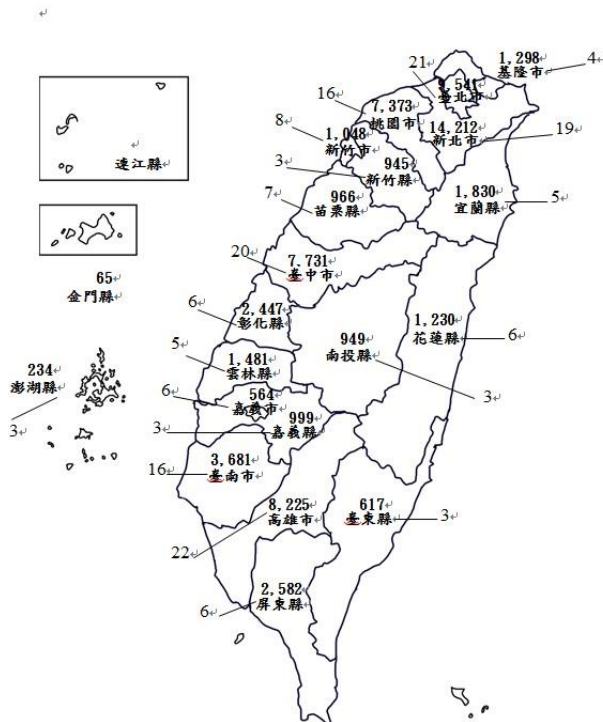 1,298
基隆市
4
21
臺北市
16
7,373
桃園市
14,212
新北市
19
8
1,048
新竹市
3
945
新竹縣
連江縣
7
966
苗栗縣
1,830
宜蘭縣
5
20
7,731
臺中市
65
金門縣
6
2,447
彰化縣
1,230
花蓮縣
6
949
南投縣
3
5
1,481
雲林縣
234
澎湖縣
3
6
564
嘉義市
3
999
嘉義縣
16
3,681
臺南市
8,225
高雄市
22
617
臺東縣
3
2,582
屏東縣
6